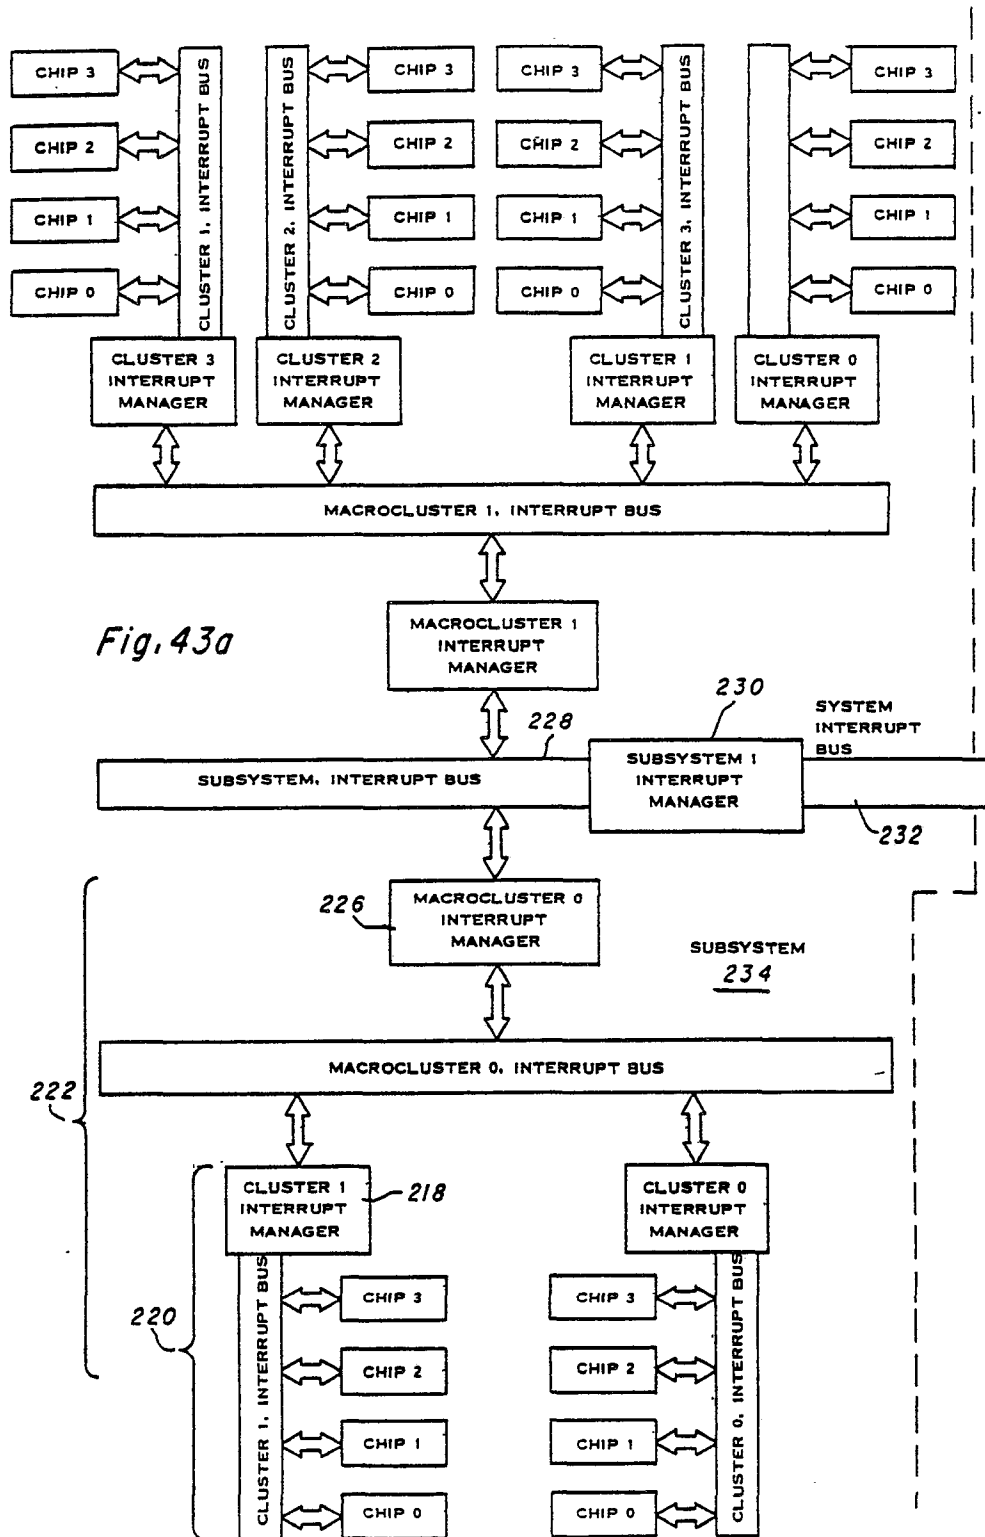 CHIP 3
CHIP 2
CHIP 1
CHIP 0
CLUSTER 1, INTERRUPT BUS
CLUSTER 2, INTERRUPT BUS
CHIP 3
CHIP 2
CHIP 1
CHIP 0
CHIP 3
CHIP 2
CHIP 1
CHIP 0
CLUSTER 3, INTERRUPT BUS
CHIP 3
CHIP 2
CHIP 1
CHIP 0
CLUSTER 3
INTERRUPT
MANAGER
CLUSTER 2
INTERRUPT
MANAGER
CLUSTER 1
INTERRUPT
MANAGER
CLUSTER 0
INTERRUPT
MANAGER
MACROCLUSTER 1, INTERRUPT BUS
Fig. 43a
MACROCLUSTER 1
INTERRUPT
MANAGER
228
230
SYSTEM
INTERRUPT
BUS
SUBSYSTEM, INTERRUPT BUS
SUBSYSTEM 1
INTERRUPT
MANAGER
232
226
MACROCLUSTER 0
INTERRUPT
MANAGER
SUBSYSTEM
234
MACROCLUSTER 0, INTERRUPT BUS
222
CLUSTER 1
INTERRUPT
MANAGER
218
CLUSTER 0
INTERRUPT
MANAGER
220
CLUSTER 1, INTERRUPT BUS
CHIP 3
CHIP 2
CHIP 1
CHIP 0
CHIP 3
CHIP 2
CHIP 1
CHIP 0
CLUSTER 0, INTERRUPT BUS